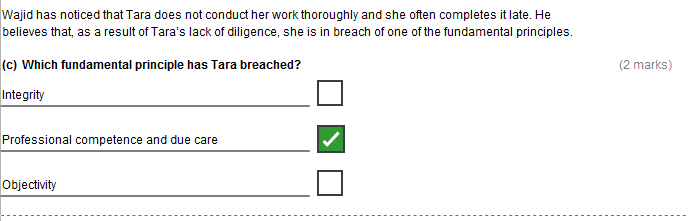 Wajid has noticed that Tara does not conduct her work thoroughly and she often completes it late. He
believes that, as a result of Tara's lack of diligence, she is in breach of one of the fundamental principles.
(c) Which fundamental principle has Tara breached? (2 marks)
Integrity
Professional competence and due care
Objectivity